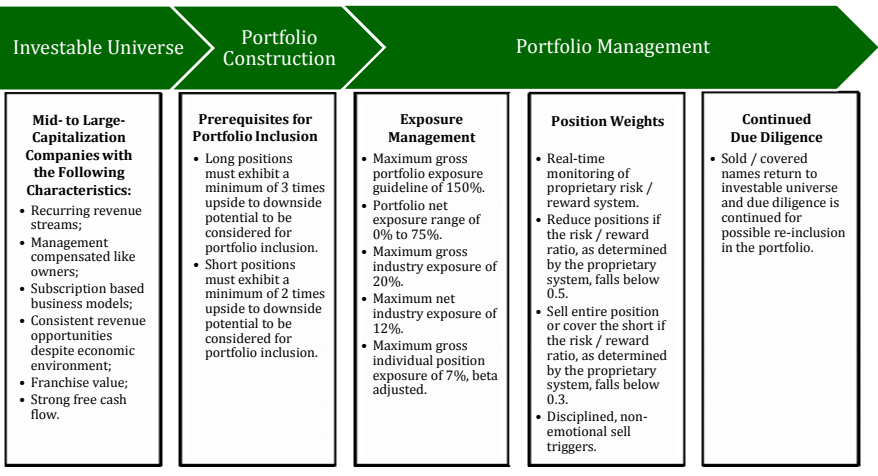 Investable Universe
Portfolio
Construction
Portfolio Management
Mid- to Large-
Capitalization
Companies with
the Following
Characteristics:
• Recurring revenue
streams;
• Management
compensated like
owners;
• Subscription based
business models;
• Consistent revenue
opportunities
despite economic
environment;
• Franchise value;
• Strong free cash
flow.
Prerequisites for
Portfolio Inclusion
• Long positions
must exhibit a
minimum of 3 times
upside to downside
potential to be
considered for
portfolio inclusion.
• Short positions
must exhibit a
minimum of 2 times
upside to downside
potential to be
considered for
portfolio inclusion.
Exposure
Management
• Maximum gross
portfolio exposure
guideline of 150%.
• Portfolio net
exposure range of
0% to 75%.
• Maximum gross
industry exposure of
20%.
• Maximum net
industry exposure of
12%.
• Maximum gross
individual position
exposure of 7%, beta
adjusted.
Position Weights
• Real-time
monitoring of
proprietary risk /
reward system.
• Reduce positions if
the risk / reward
ratio, as determined
by the proprietary
system, falls below
0.5.
• Sell entire position
or cover the short if
the risk / reward
ratio, as determined
by the proprietary
system, falls below
0.3.
• Disciplined, non-
emotional sell
triggers.
Continued
Due Diligence
• Sold / covered
names return to
investable universe
and due diligence is
continued for
possible re-inclusion
in the portfolio.